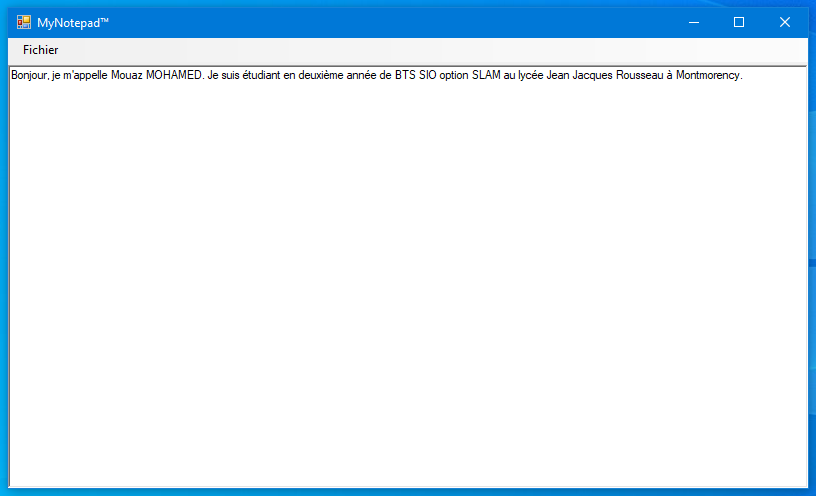 MyNotepad™
Fichier
Bonjour, je m'appelle Mouaz MOHAMED. Je suis étudiant en deuxième année de BTS SIO option SLAM au lycée Jean Jacques Rousseau à Montmorency.